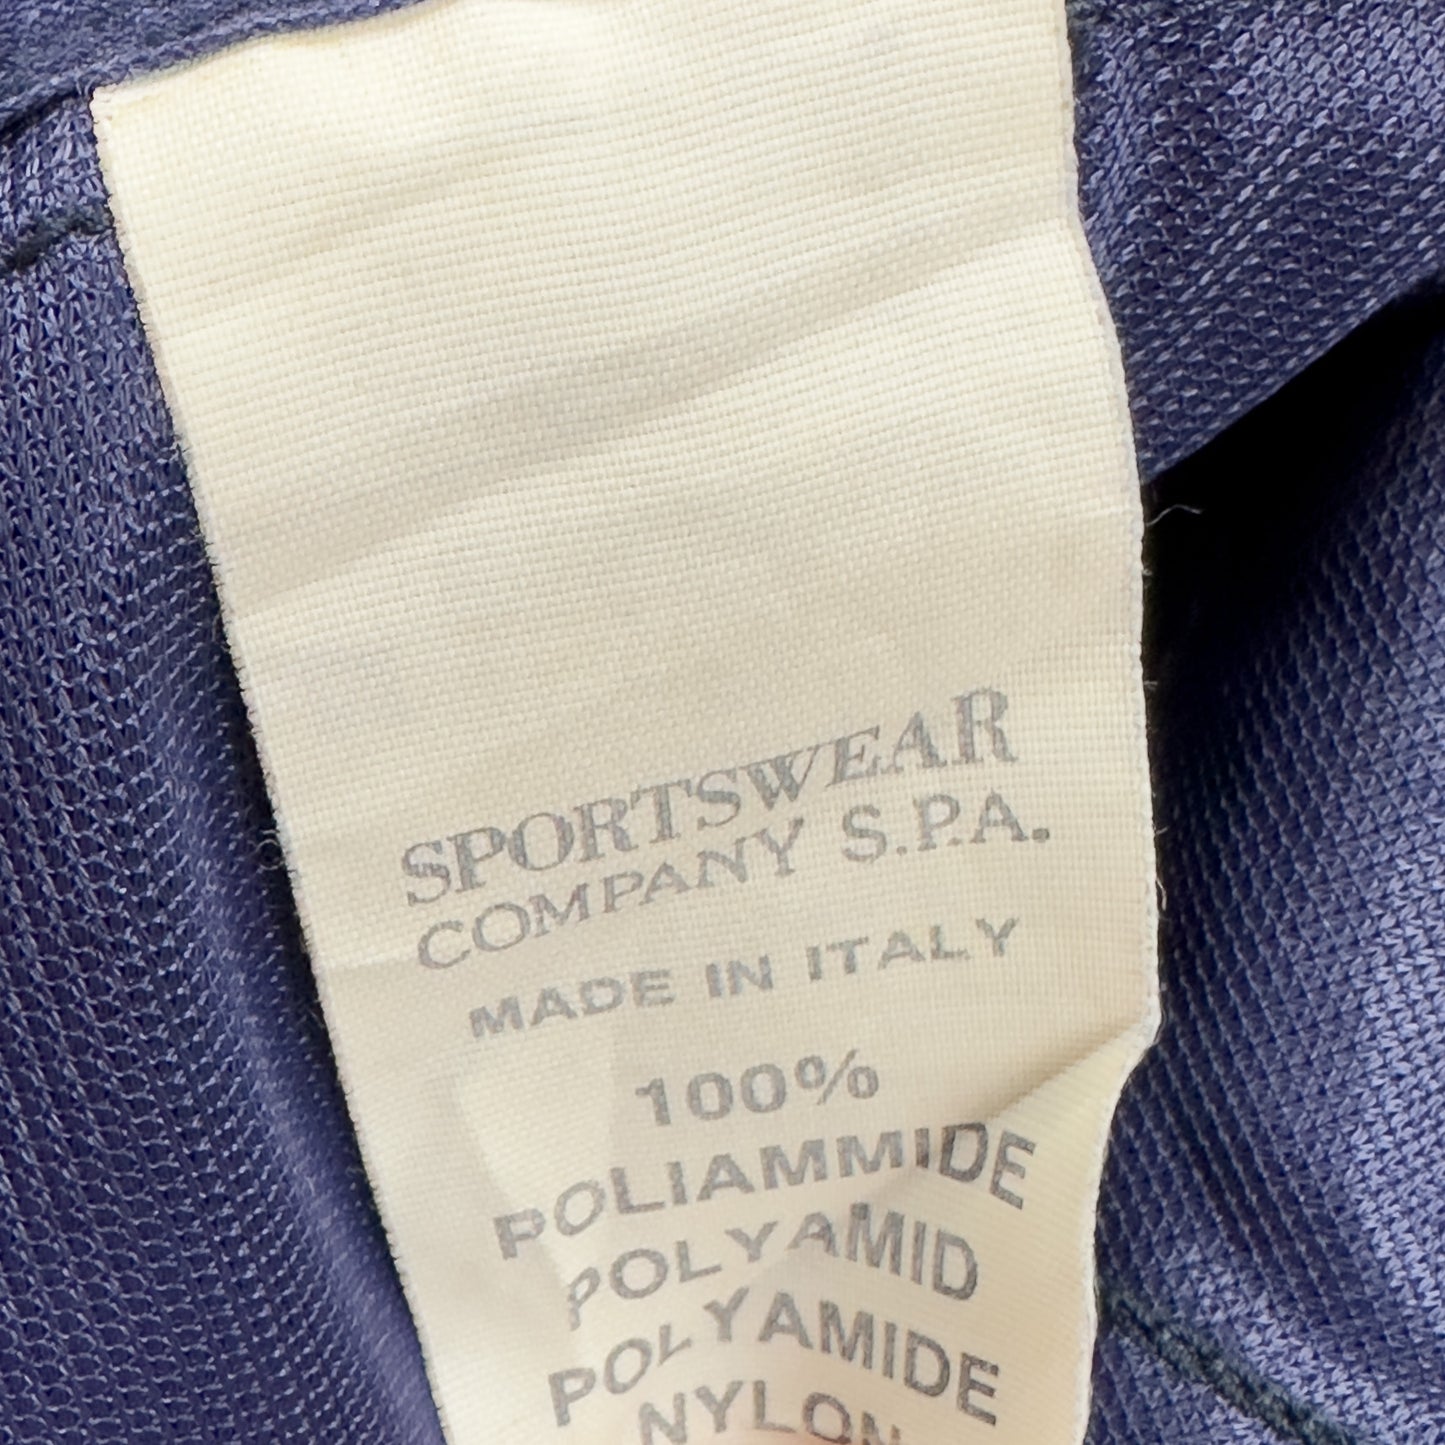 SPORTSWEAR
COMPANY S.P.A.
MADE IN ITALY
100%
POLIAMMIDE
POLYAMID
POLYAMIDE
NYLON